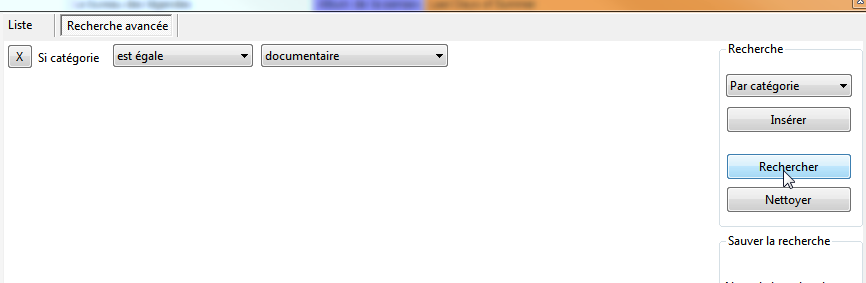 Liste Recherche avancée
X Si catégorie est égale documentaire
Recherche
Par catégorie
Insérer
Rechercher
Nettoyer
Sauver la recherche